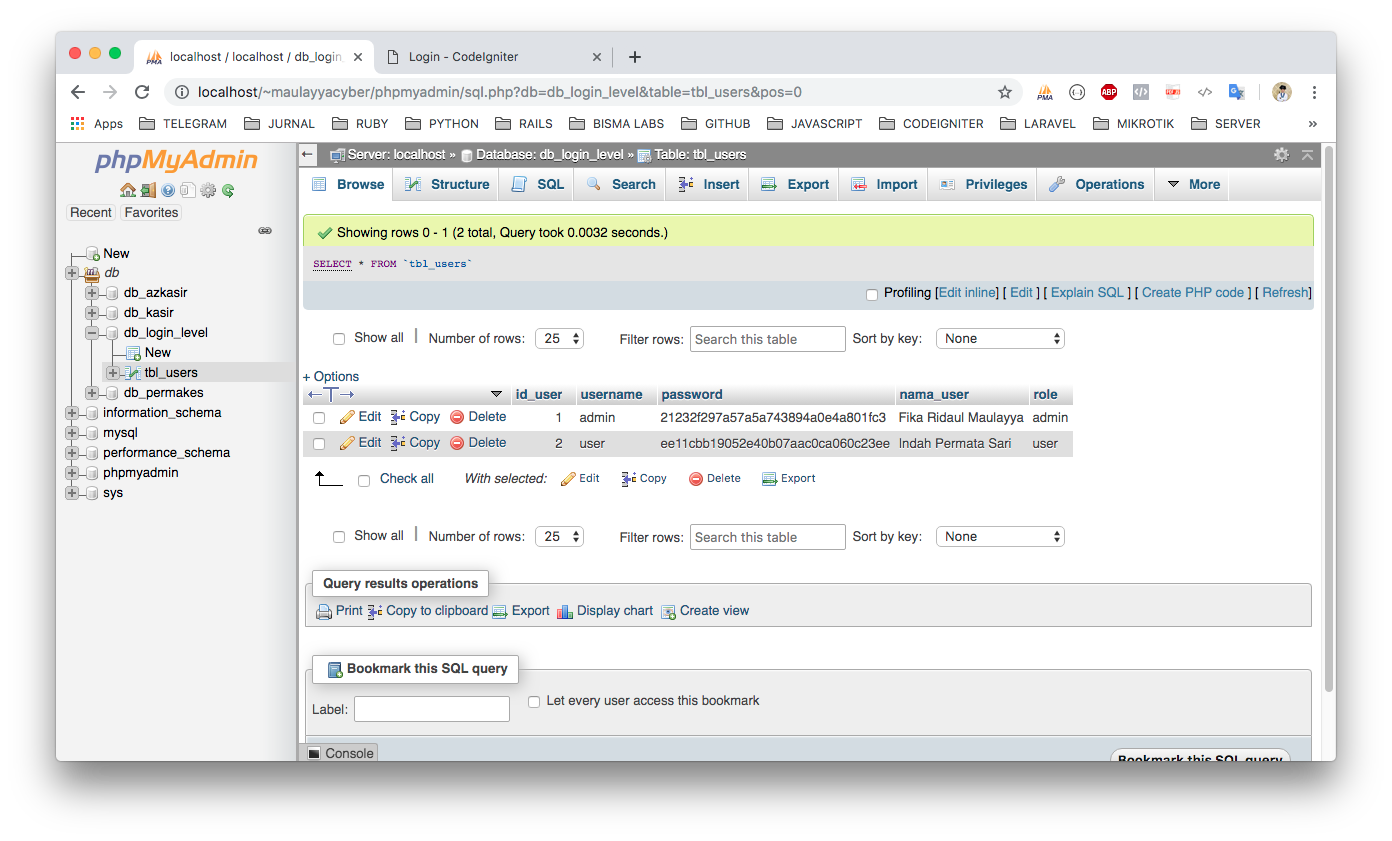 localhost / localhost / db_login
Login - CodeIgniter
localhost/~maulayyacyber/phpmyadmin/sql.php?db=db_login_level&table=tbl_users&pos=0
Apps TELEGRAM JURNAL RUBY PYTHON RAILS BISMA LABS GITHUB JAVASCRIPT CODEIGNITER LARAVEL MIKROTIK SERVER »
phpMyAdmin
Recent Favorites
New
db
db_azkasir
db_kasir
db_login_level
New
tbl_users
db_permakes
information_schema
mysql
performance_schema
phpmyadmin
sys
Server: localhost » Database: db_login_level » Table: tbl_users
Browse Structure SQL Search Insert Export Import Privileges Operations More
Showing rows 0 - 1 (2 total, Query took 0.0032 seconds.)
SELECT * FROM `tbl_users`
Profiling [Edit inline] [ Edit ] [ Explain SQL ] [ Create PHP code ] [ Refresh]
Show all | Number of rows: 25 Filter rows: Search this table Sort by key: None
+ Options
id_user username password nama_user role
Edit Copy Delete 1 admin 21232f297a57a5a743894a0e4a801fc3 Fika Ridaul Maulayya admin
Edit Copy Delete 2 user ee11cbb19052e40b07aac0ca060c23ee Indah Permata Sari user
Check all With selected: Edit Copy Delete Export
Show all | Number of rows: 25 Filter rows: Search this table Sort by key: None
Query results operations
Print Copy to clipboard Export Display chart Create view
Bookmark this SQL query
Label: Let every user access this bookmark
Console
Bookmark this SQL query